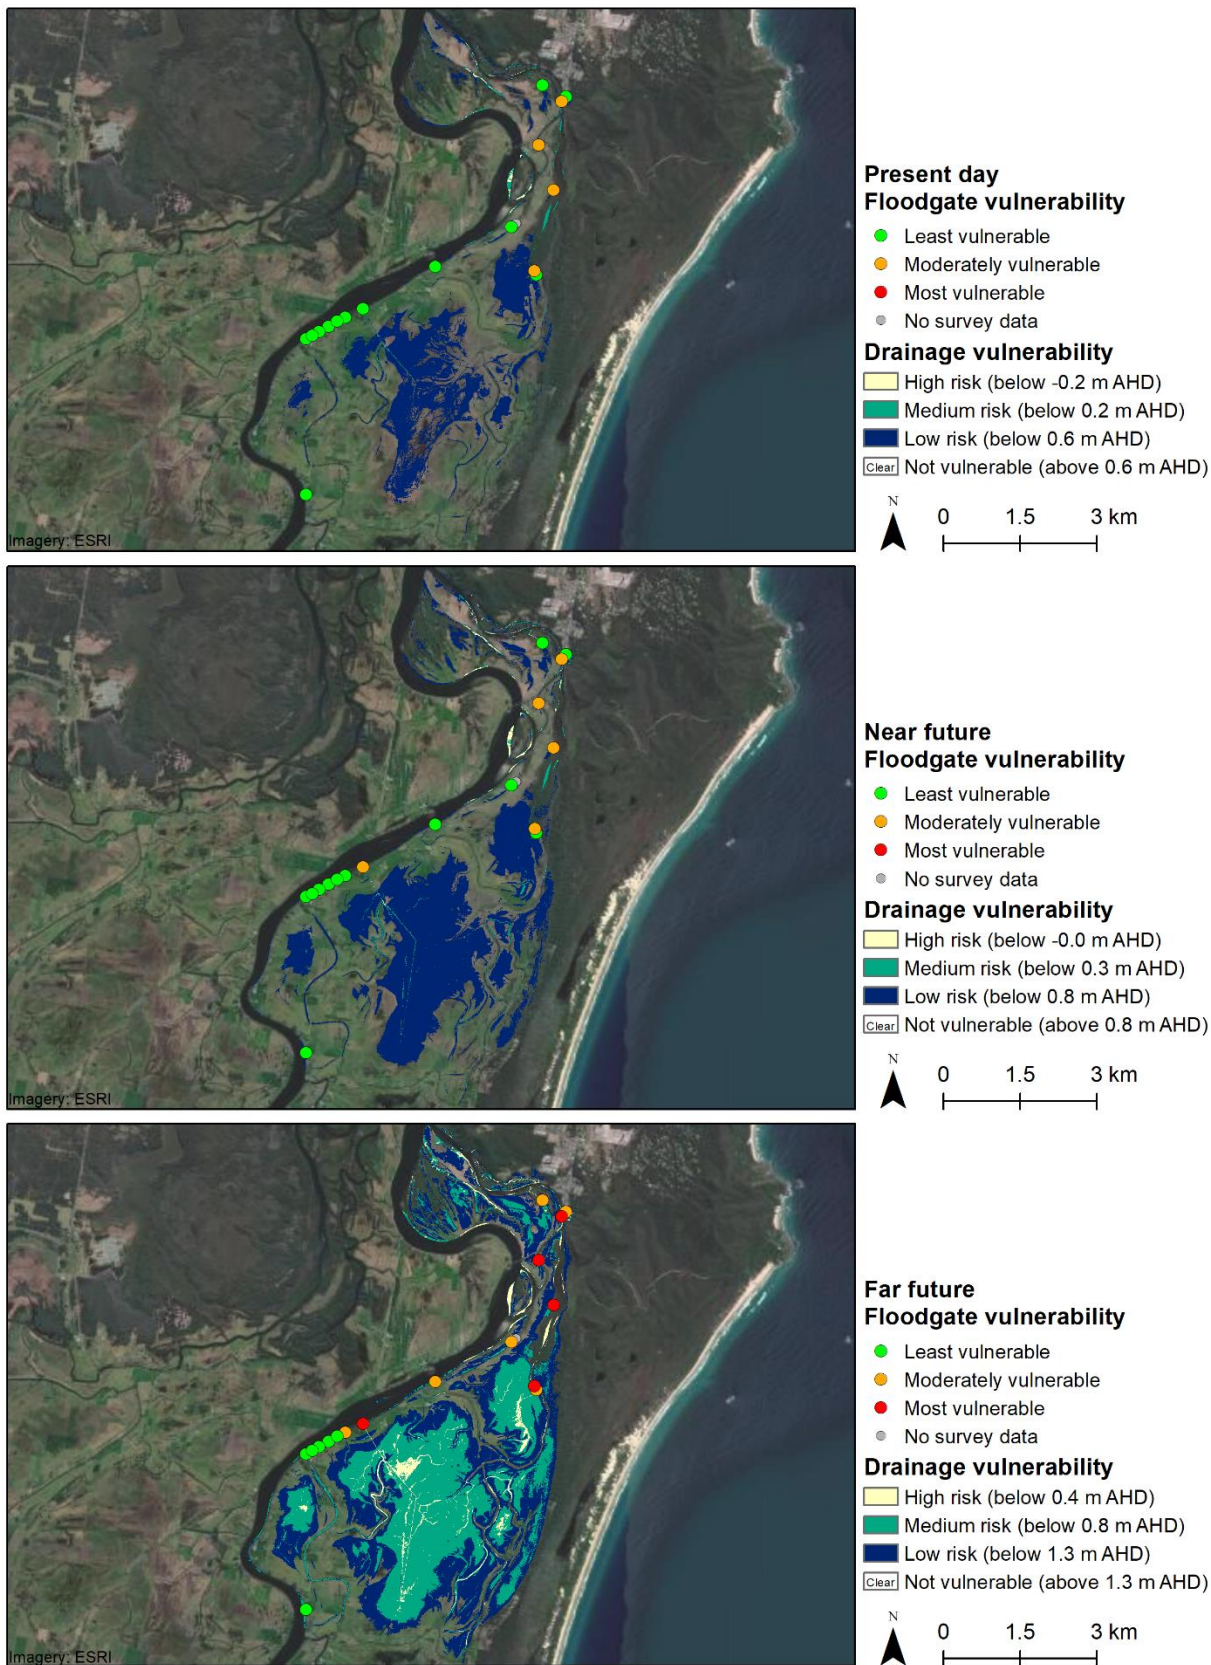 Present day
Floodgate vulnerability
Least vulnerable
Moderately vulnerable
Most vulnerable
No survey data
Drainage vulnerability
High risk (below -0.2 m AHD)
Medium risk (below 0.2 m AHD)
Low risk (below 0.6 m AHD)
Clear Not vulnerable (above 0.6 m AHD)
N
0 1.5 3 km
Imagery: ESRI
Near future
Floodgate vulnerability
Least vulnerable
Moderately vulnerable
Most vulnerable
No survey data
Drainage vulnerability
High risk (below -0.0 m AHD)
Medium risk (below 0.3 m AHD)
Low risk (below 0.8 m AHD)
Clear Not vulnerable (above 0.8 m AHD)
N
0 1.5 3 km
Imagery: ESRI
Far future
Floodgate vulnerability
Least vulnerable
Moderately vulnerable
Most vulnerable
No survey data
Drainage vulnerability
High risk (below 0.4 m AHD)
Medium risk (below 0.8 m AHD)
Low risk (below 1.3 m AHD)
Clear Not vulnerable (above 1.3 m AHD)
N
0 1.5 3 km
Imagery: ESRI